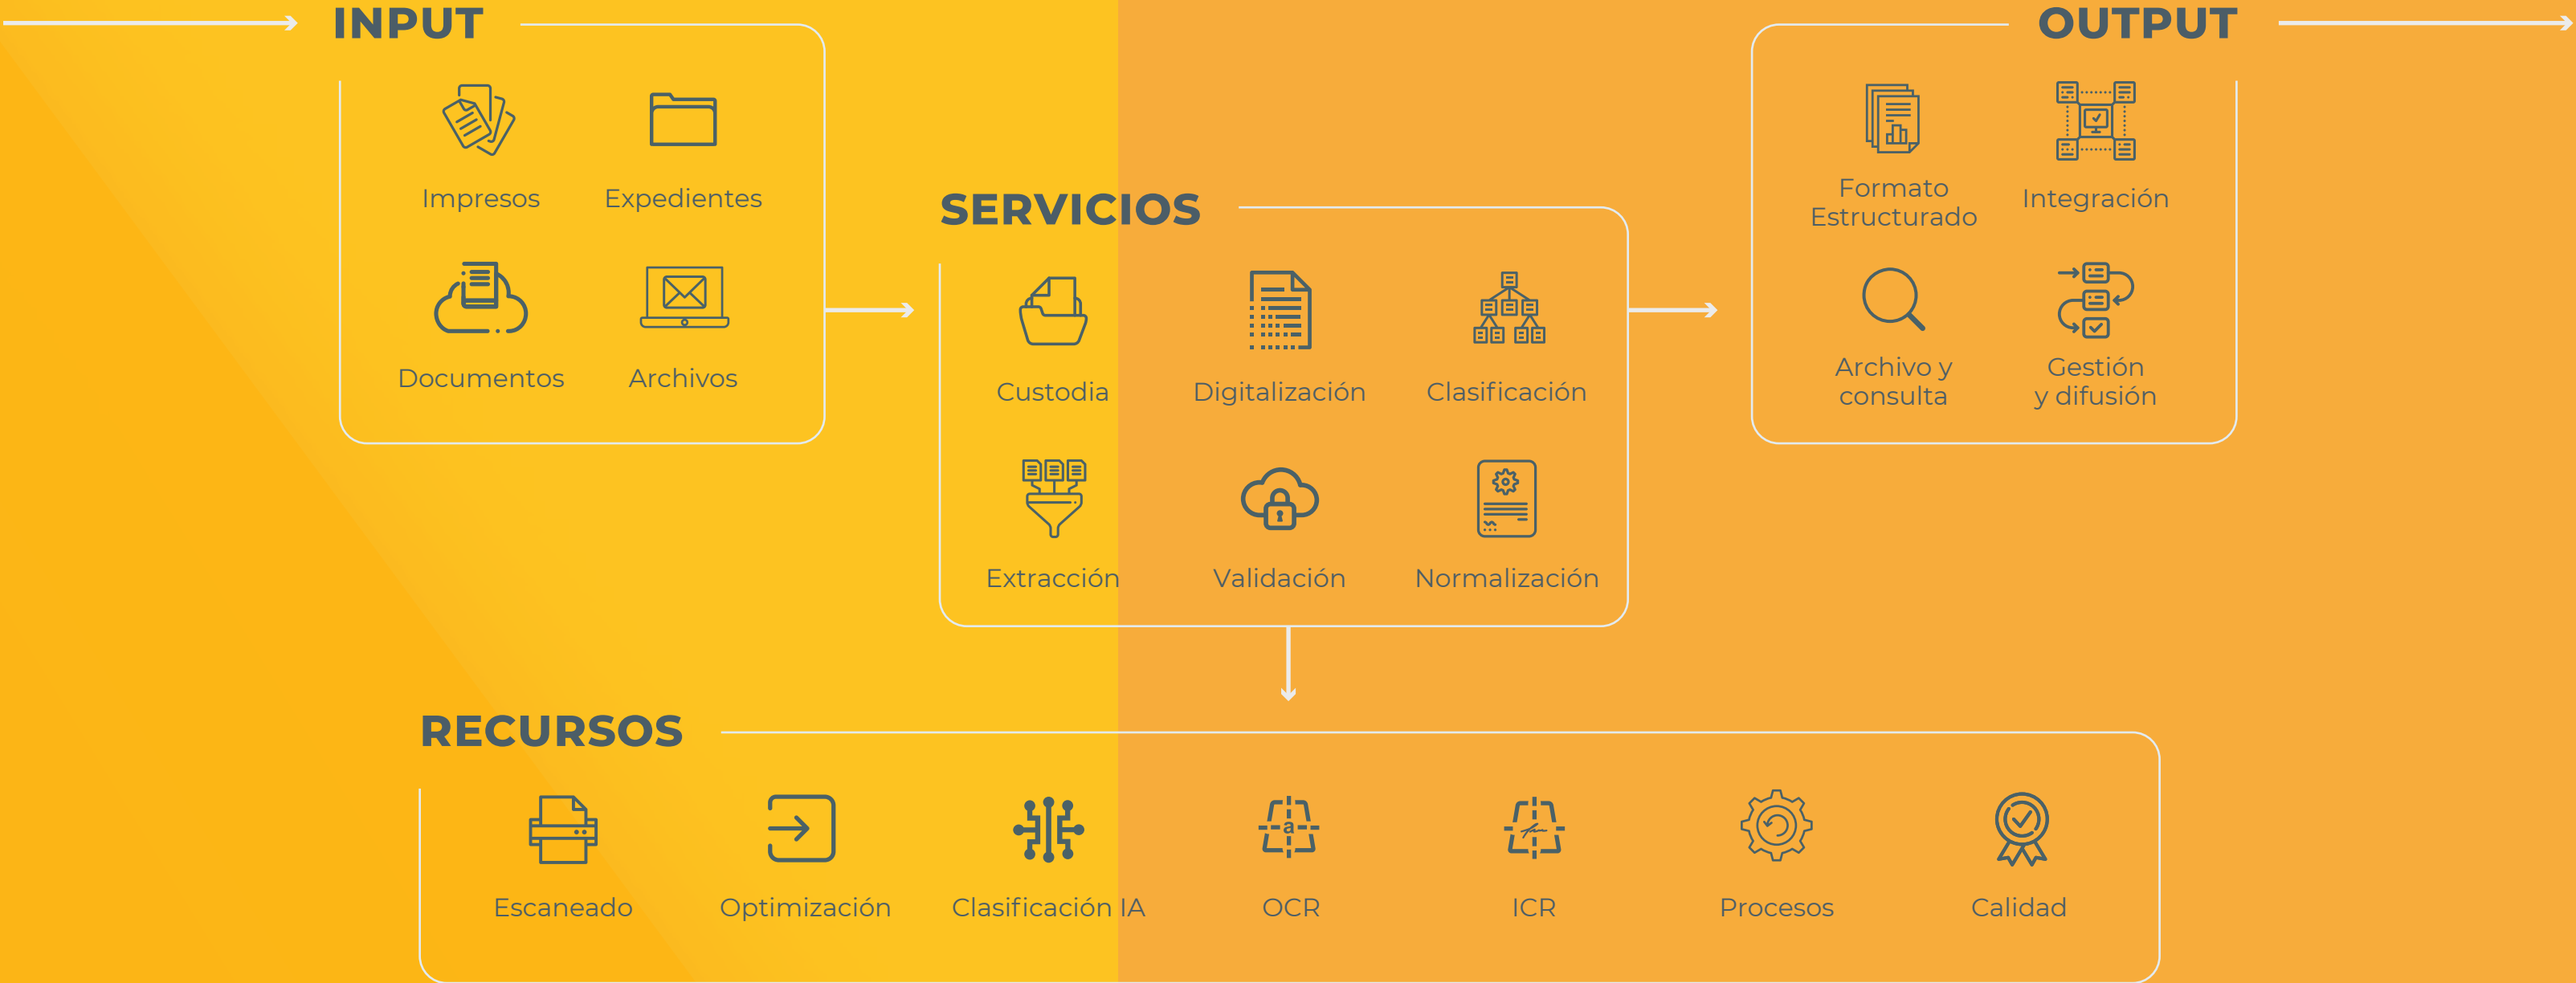 INPUT
Impresos
Expedientes
Documentos
Archivos
SERVICIOS
Custodia
Digitalización
Clasificación
Extracción
Validación
Normalización
OUTPUT
Formato
Estructurado
Integración
Archivo y
consulta
Gestión
y difusión
RECURSOS
Escaneado
Optimización
Clasificación IA
a
OCR
ICR
Procesos
Calidad